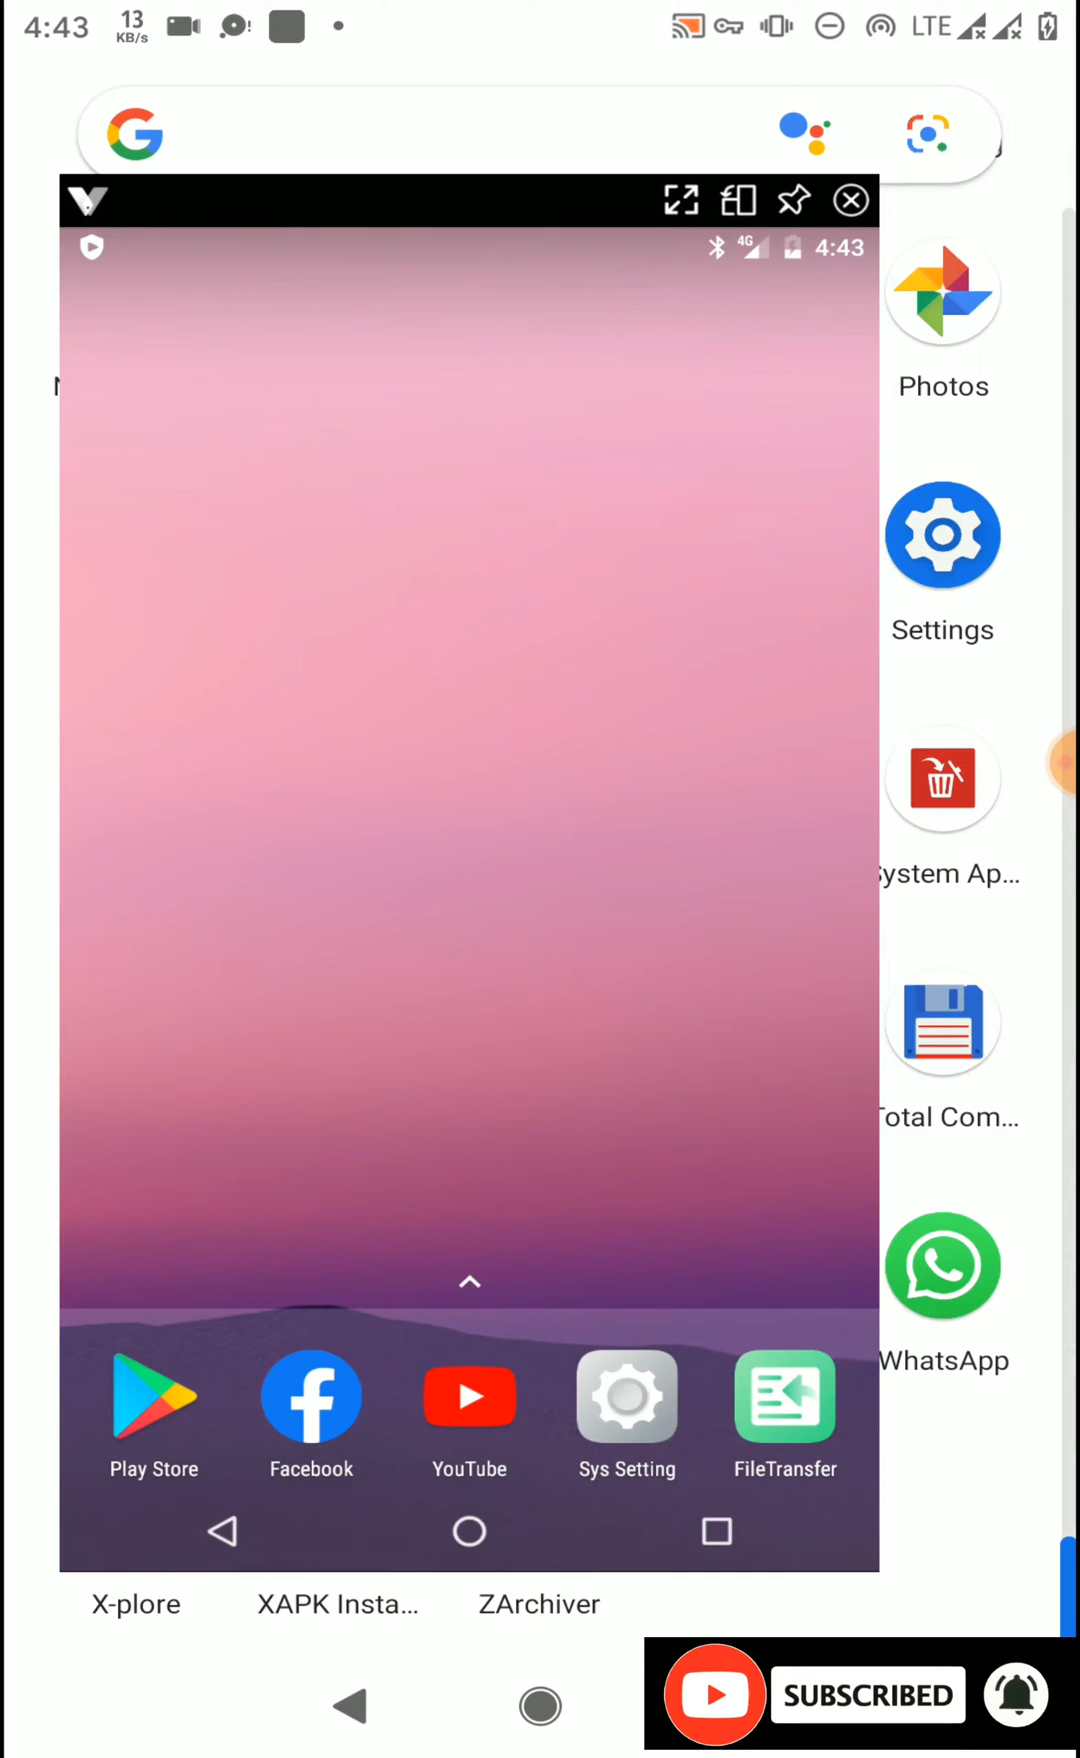 4:43 13 KB/s LTE
4G 4:43
Photos
Settings
ystem Ap...
otal Com...
WhatsApp
Play Store Facebook YouTube Sys Setting FileTransfer
X-plore XAPK Insta... ZArchiver
SUBSCRIBED